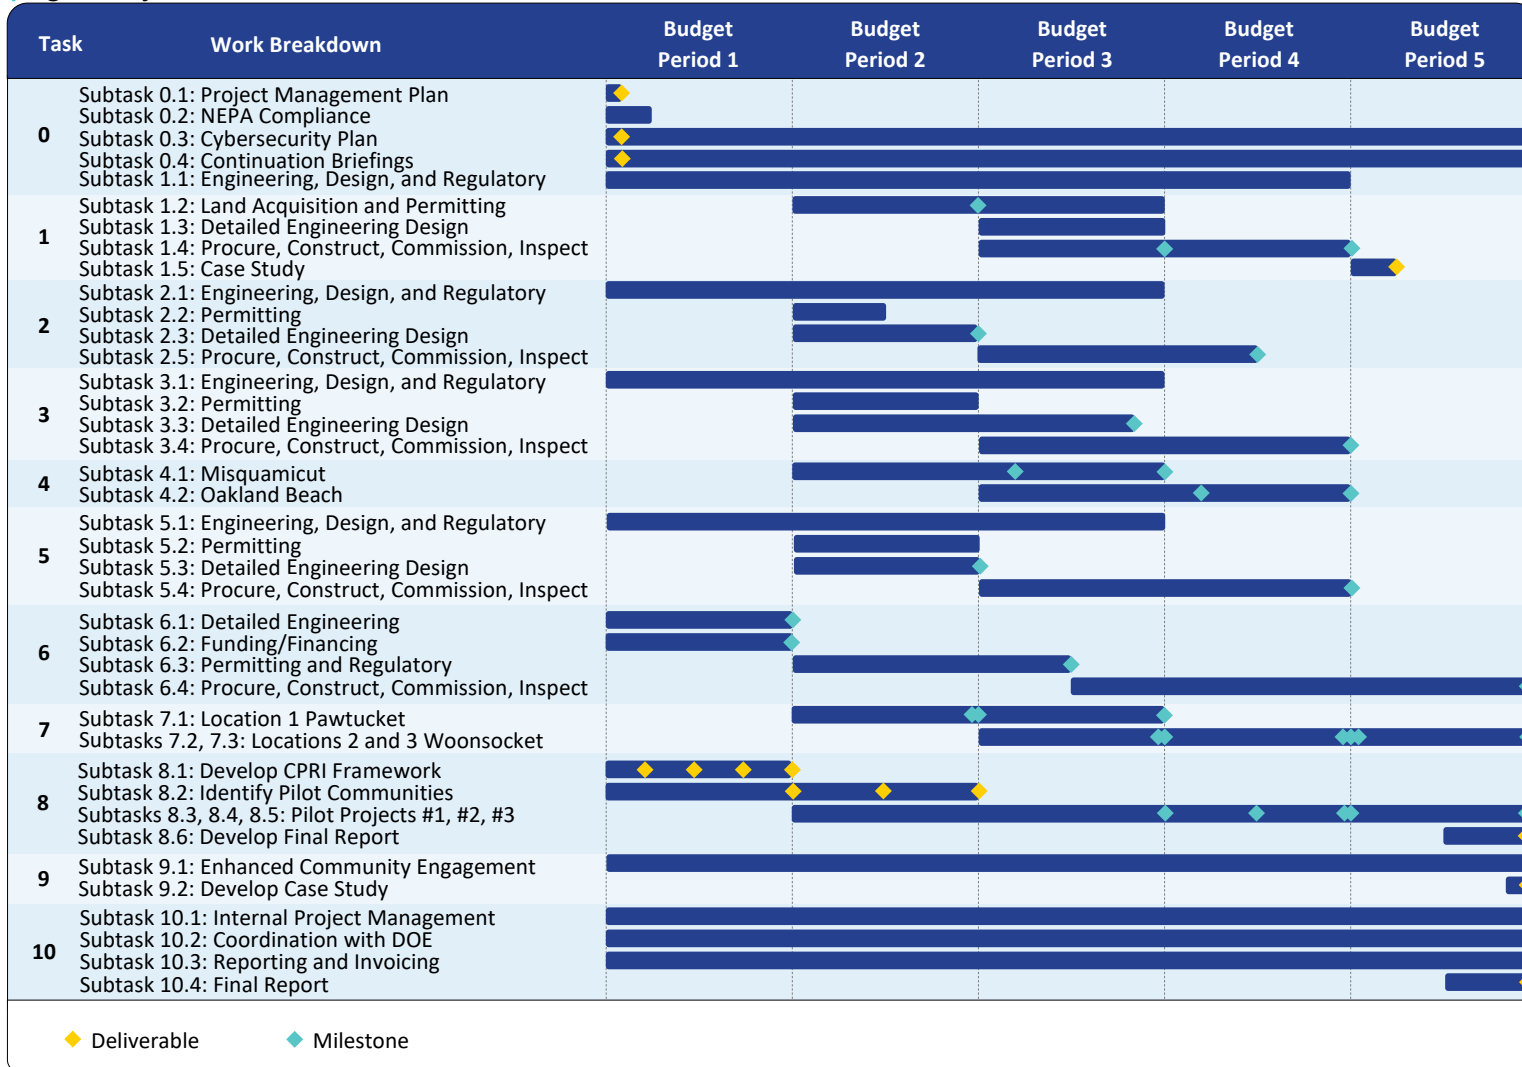 Task
Work Breakdown
Budget
Period 1
Budget
Period 2
Budget
Period 3
Budget
Period 4
Budget
Period 5
0
Subtask 0.1: Project Management Plan
Subtask 0.2: NEPA Compliance
Subtask 0.3: Cybersecurity Plan
Subtask 0.4: Continuation Briefings
Subtask 1.1: Engineering, Design, and Regulatory
1
Subtask 1.2: Land Acquisition and Permitting
Subtask 1.3: Detailed Engineering Design
Subtask 1.4: Procure, Construct, Commission, Inspect
Subtask 1.5: Case Study
2
Subtask 2.1: Engineering, Design, and Regulatory
Subtask 2.2: Permitting
Subtask 2.3: Detailed Engineering Design
Subtask 2.5: Procure, Construct, Commission, Inspect
3
Subtask 3.1: Engineering, Design, and Regulatory
Subtask 3.2: Permitting
Subtask 3.3: Detailed Engineering Design
Subtask 3.4: Procure, Construct, Commission, Inspect
4
Subtask 4.1: Misquamicut
Subtask 4.2: Oakland Beach
5
Subtask 5.1: Engineering, Design, and Regulatory
Subtask 5.2: Permitting
Subtask 5.3: Detailed Engineering Design
Subtask 5.4: Procure, Construct, Commission, Inspect
6
Subtask 6.1: Detailed Engineering
Subtask 6.2: Funding/Financing
Subtask 6.3: Permitting and Regulatory
Subtask 6.4: Procure, Construct, Commission, Inspect
7
Subtask 7.1: Location 1 Pawtucket
Subtasks 7.2, 7.3: Locations 2 and 3 Woonsocket
8
Subtask 8.1: Develop CPRI Framework
Subtask 8.2: Identify Pilot Communities
Subtasks 8.3, 8.4, 8.5: Pilot Projects #1, #2, #3
Subtask 8.6: Develop Final Report
9
Subtask 9.1: Enhanced Community Engagement
Subtask 9.2: Develop Case Study
10
Subtask 10.1: Internal Project Management
Subtask 10.2: Coordination with DOE
Subtask 10.3: Reporting and Invoicing
Subtask 10.4: Final Report
Deliverable
Milestone